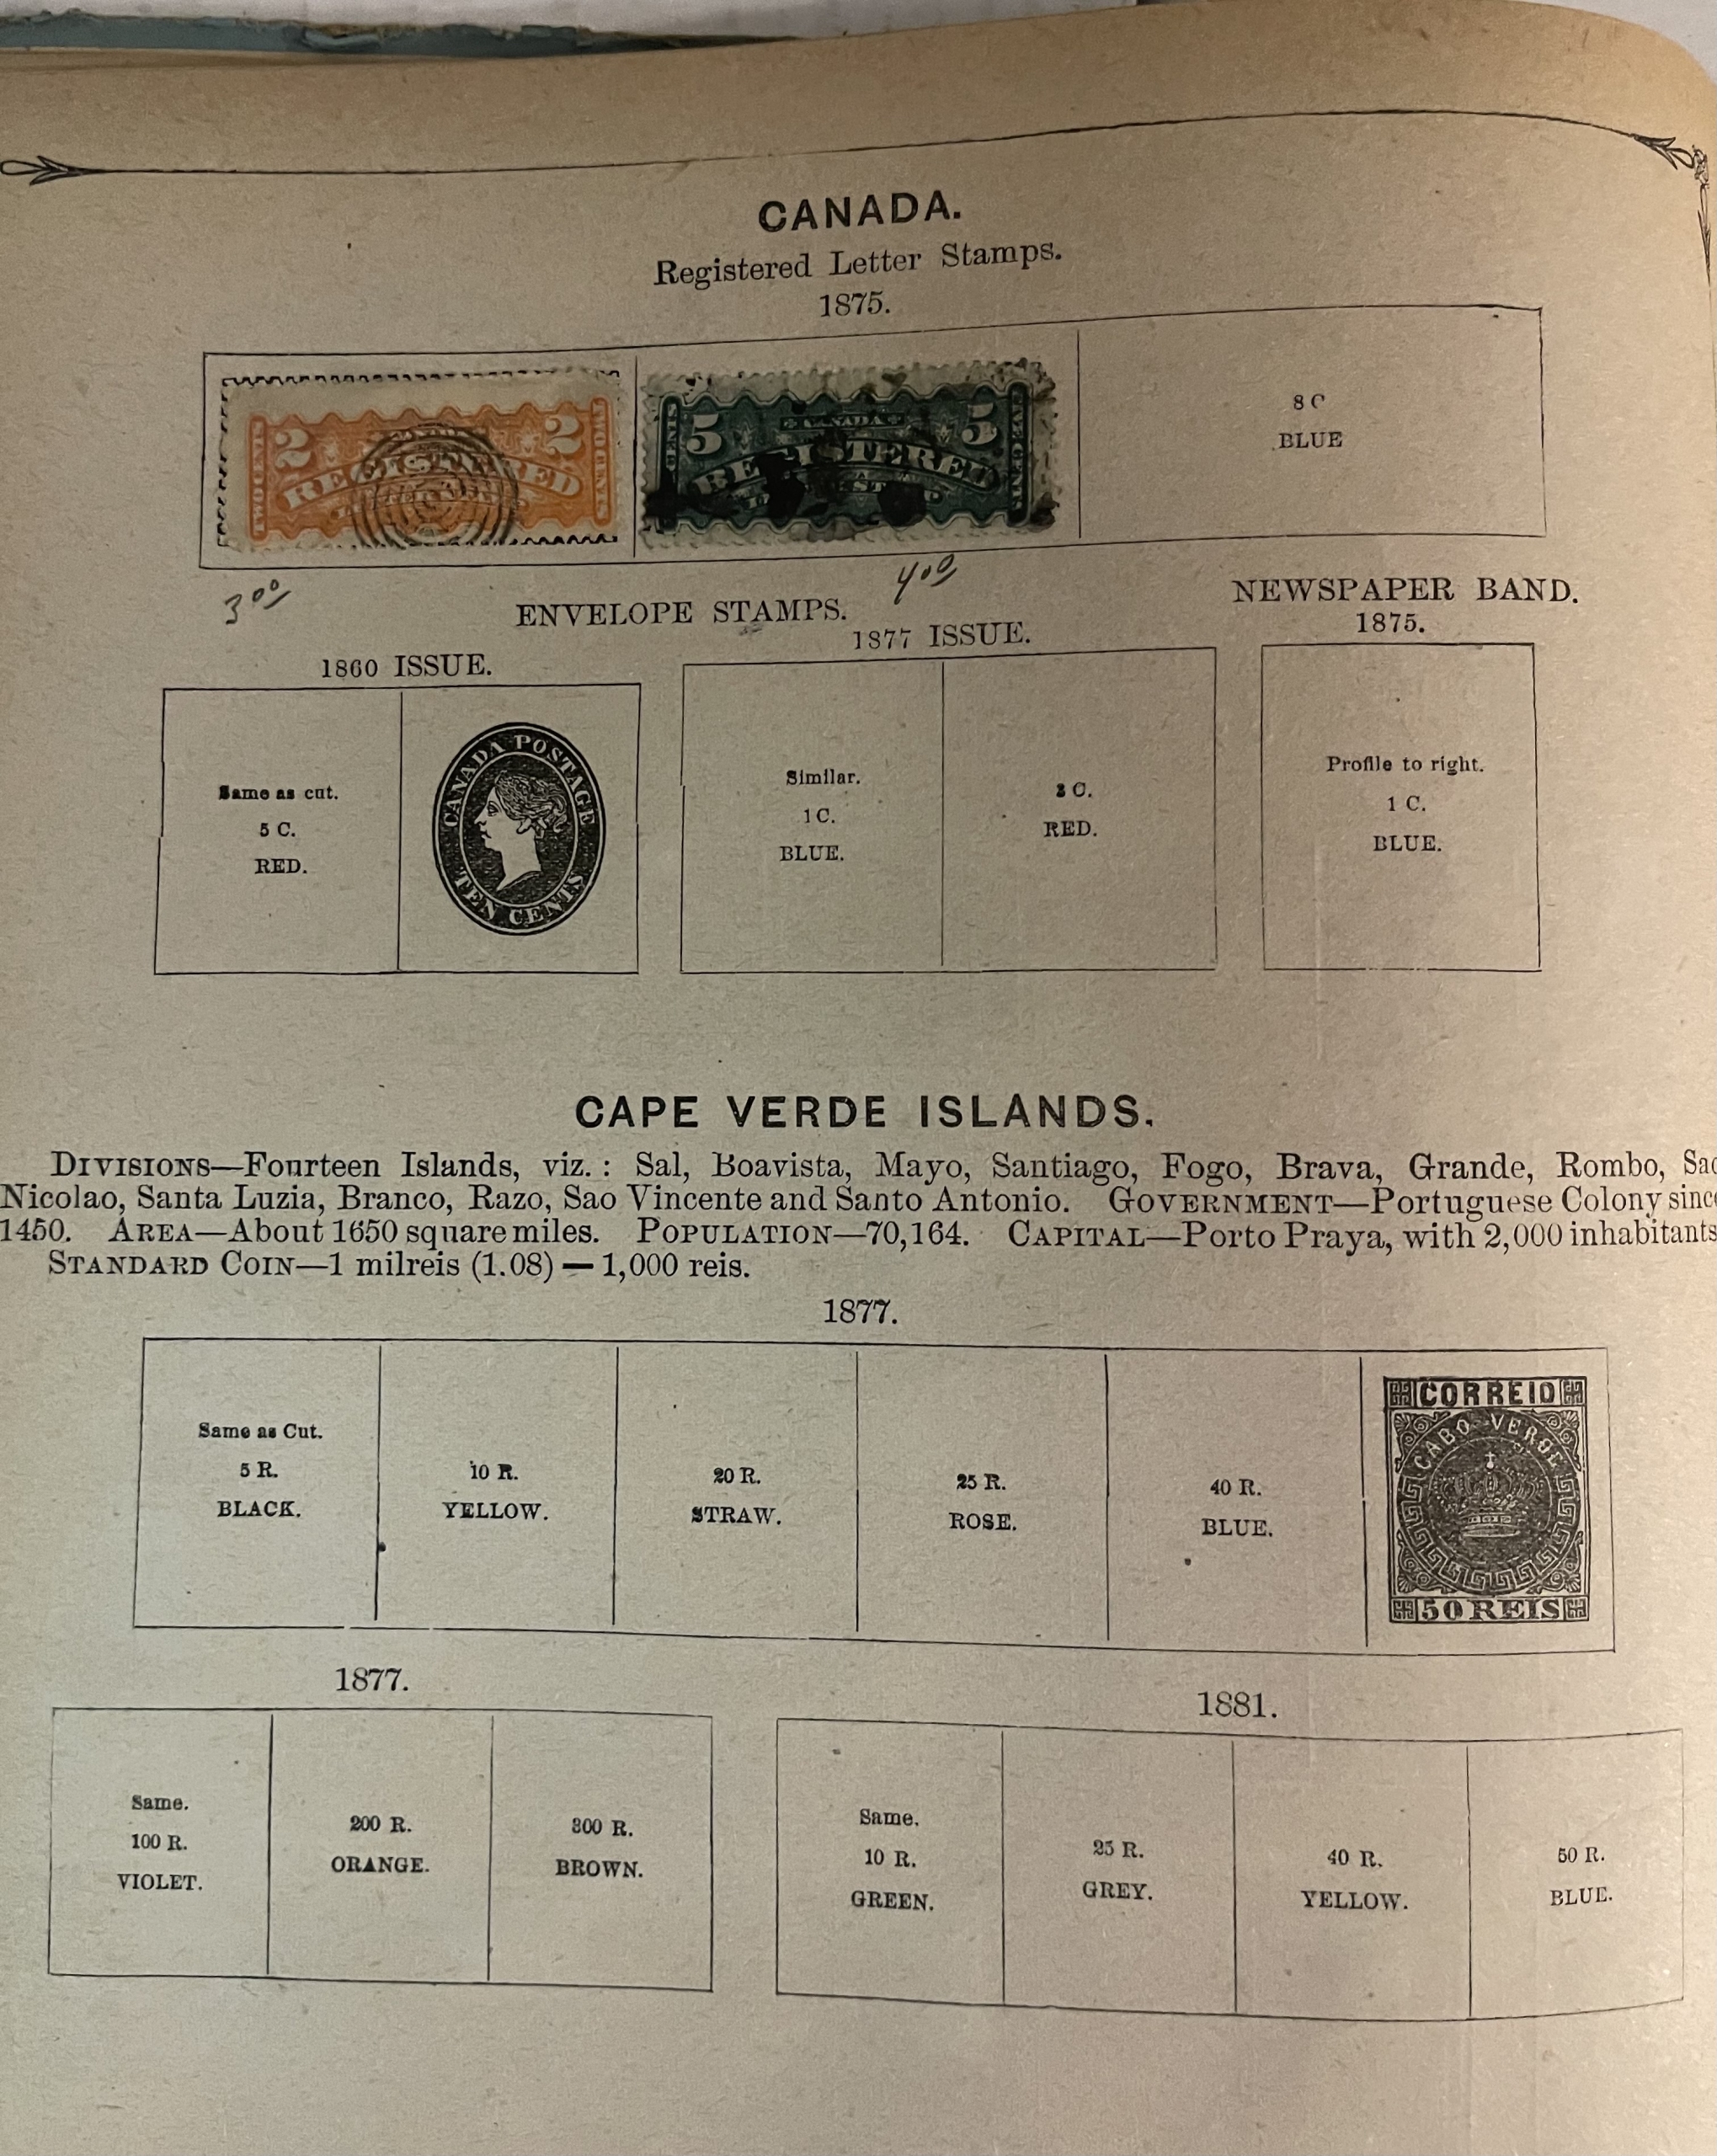 CANADA.
Registered Letter Stamps.
1875.
2 2
REGISTERED
TWO CENTS
5 CANADA 5
REGISTERED
8 C
BLUE
3 00
4 00
ENVELOPE STAMPS.
NEWSPAPER BAND.
1860 ISSUE.
1877 ISSUE.
1875.
Same as cut.
5 C.
RED.
CANADA POSTAGE
TEN CENTS
Similar.
1 C.
BLUE.
3 C.
RED.
Profile to right.
1 C.
BLUE.
CAPE VERDE ISLANDS.
DIVISIONS—Fourteen Islands, viz.: Sal, Boavista, Mayo, Santiago, Fogo, Brava, Grande, Rombo, Sao
Nicolao, Santa Luzia, Branco, Razo, Sao Vincente and Santo Antonio. GOVERNMENT—Portuguese Colony since
1450. AREA—About 1650 square miles. POPULATION—70,164. CAPITAL—Porto Praya, with 2,000 inhabitants
STANDARD COIN—1 milreis (1.08) — 1,000 reis.
1877.
Same as Cut.
5 R.
BLACK.
10 R.
YELLOW.
20 R.
STRAW.
25 R.
ROSE.
40 R.
BLUE.
CORREIO
CABO VERDE
50 REIS
1877.
Same.
100 R.
VIOLET.
200 R.
ORANGE.
300 R.
BROWN.
1881.
Same.
10 R.
GREEN.
25 R.
GREY.
40 R.
YELLOW.
50 R.
BLUE.